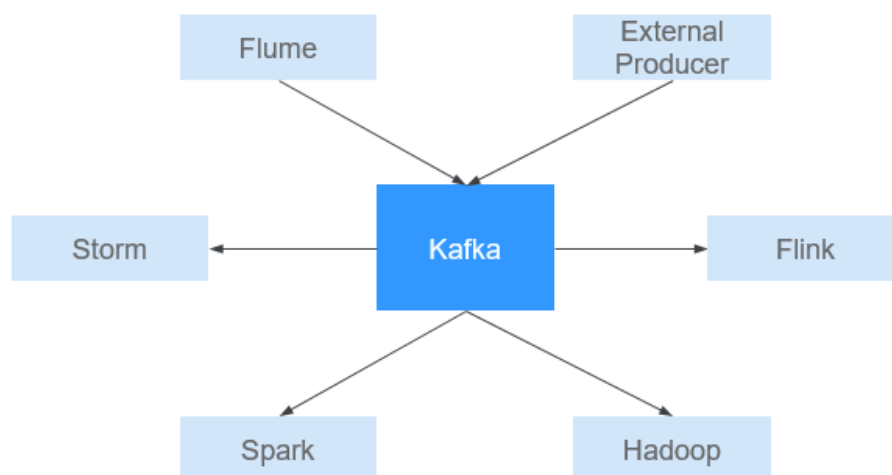 Flume
External
Producer
Storm
Kafka
Flink
Spark
Hadoop